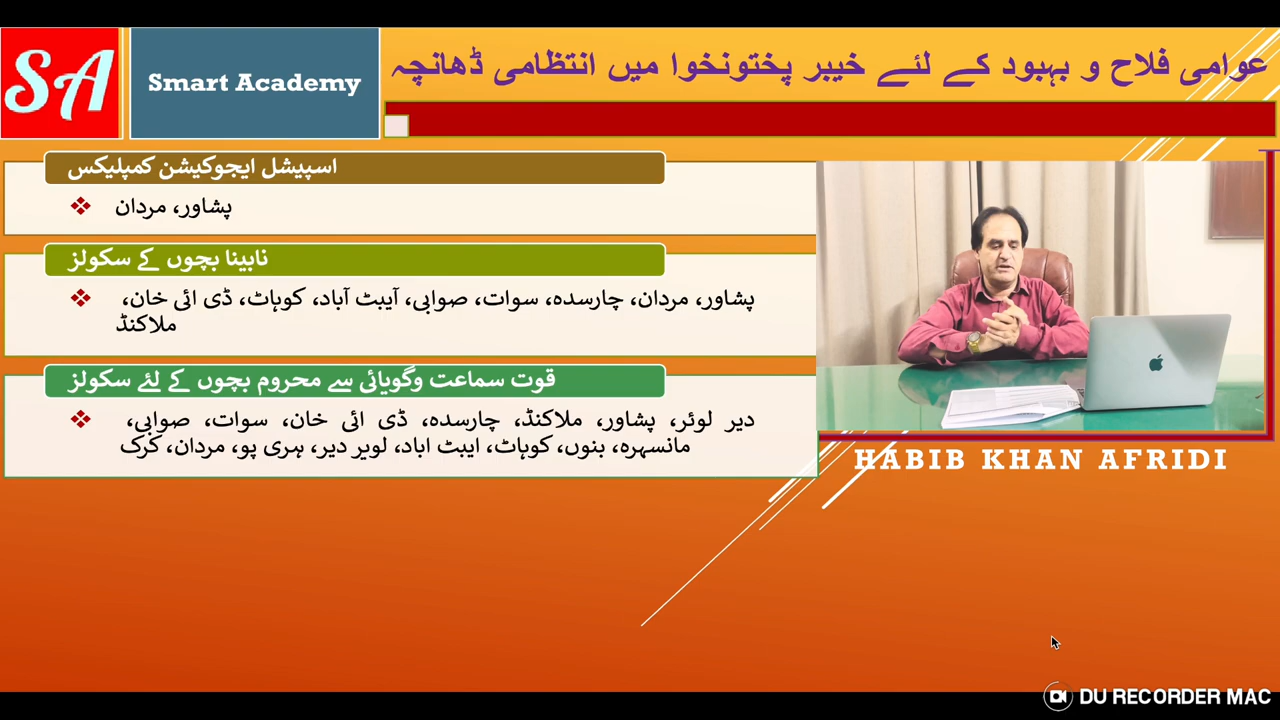 SA
Smart Academy
عوامی فلاح و بہبود کے لئے خیبر پختونخوا میں انتظامی ڈھانچہ
اسپیشل ایجوکیشن کمپلیکس
❖ پشاور، مردان
نابینا بچوں کے سکولز
❖ پشاور، مردان، چارسدہ، سوات، صوابی، آیبٹ آباد، کوہاٹ، ڈی ائی خان،
ملاکنڈ
قوت سماعت وگویائی سے محروم بچوں کے لئے سکولز
❖ دیر لوئر، پشاور، ملاکنڈ، چارسدہ، ڈی ائی خان، سوات، صوابی،
مانسہرہ، بنوں، کوہاٹ، ایبٹ اباد، لویر دیر، ہری پو، مردان، کرک
HABIB KHAN AFRIDI
DU RECORDER MAC